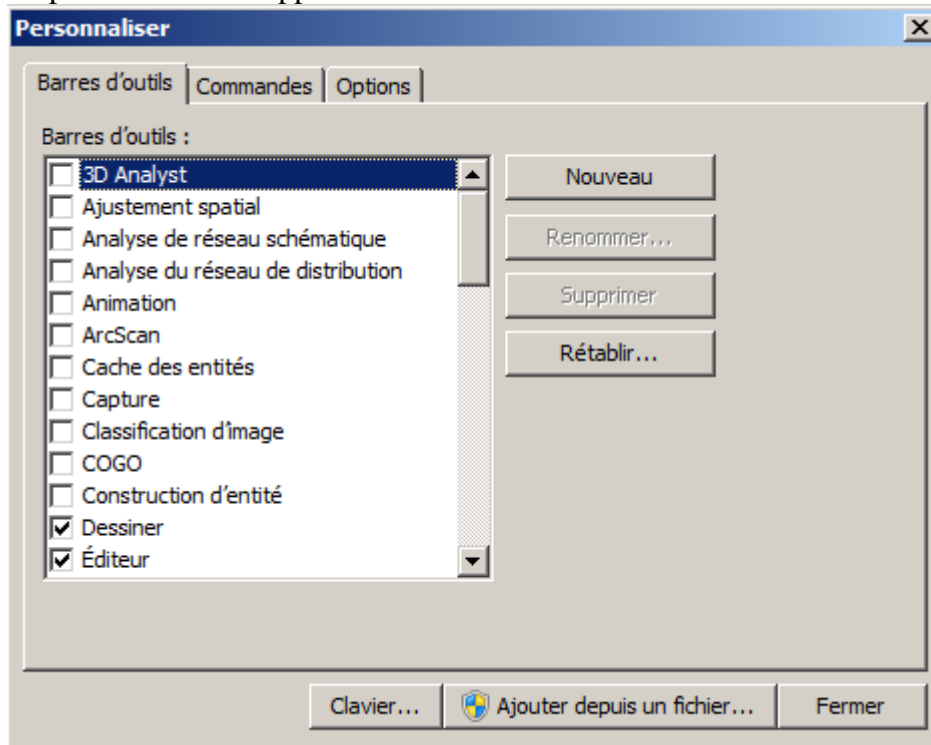 Personnaliser
Barres d'outils
Commandes
Options
Barres d'outils :
3D Analyst
Ajustement spatial
Analyse de réseau schématique
Analyse du réseau de distribution
Animation
ArcScan
Cache des entités
Capture
Classification d'image
COGO
Construction d'entité
Dessiner
Éditeur
Nouveau
Renommer...
Supprimer
Rétablir...
Clavier...
Ajouter depuis un fichier...
Fermer